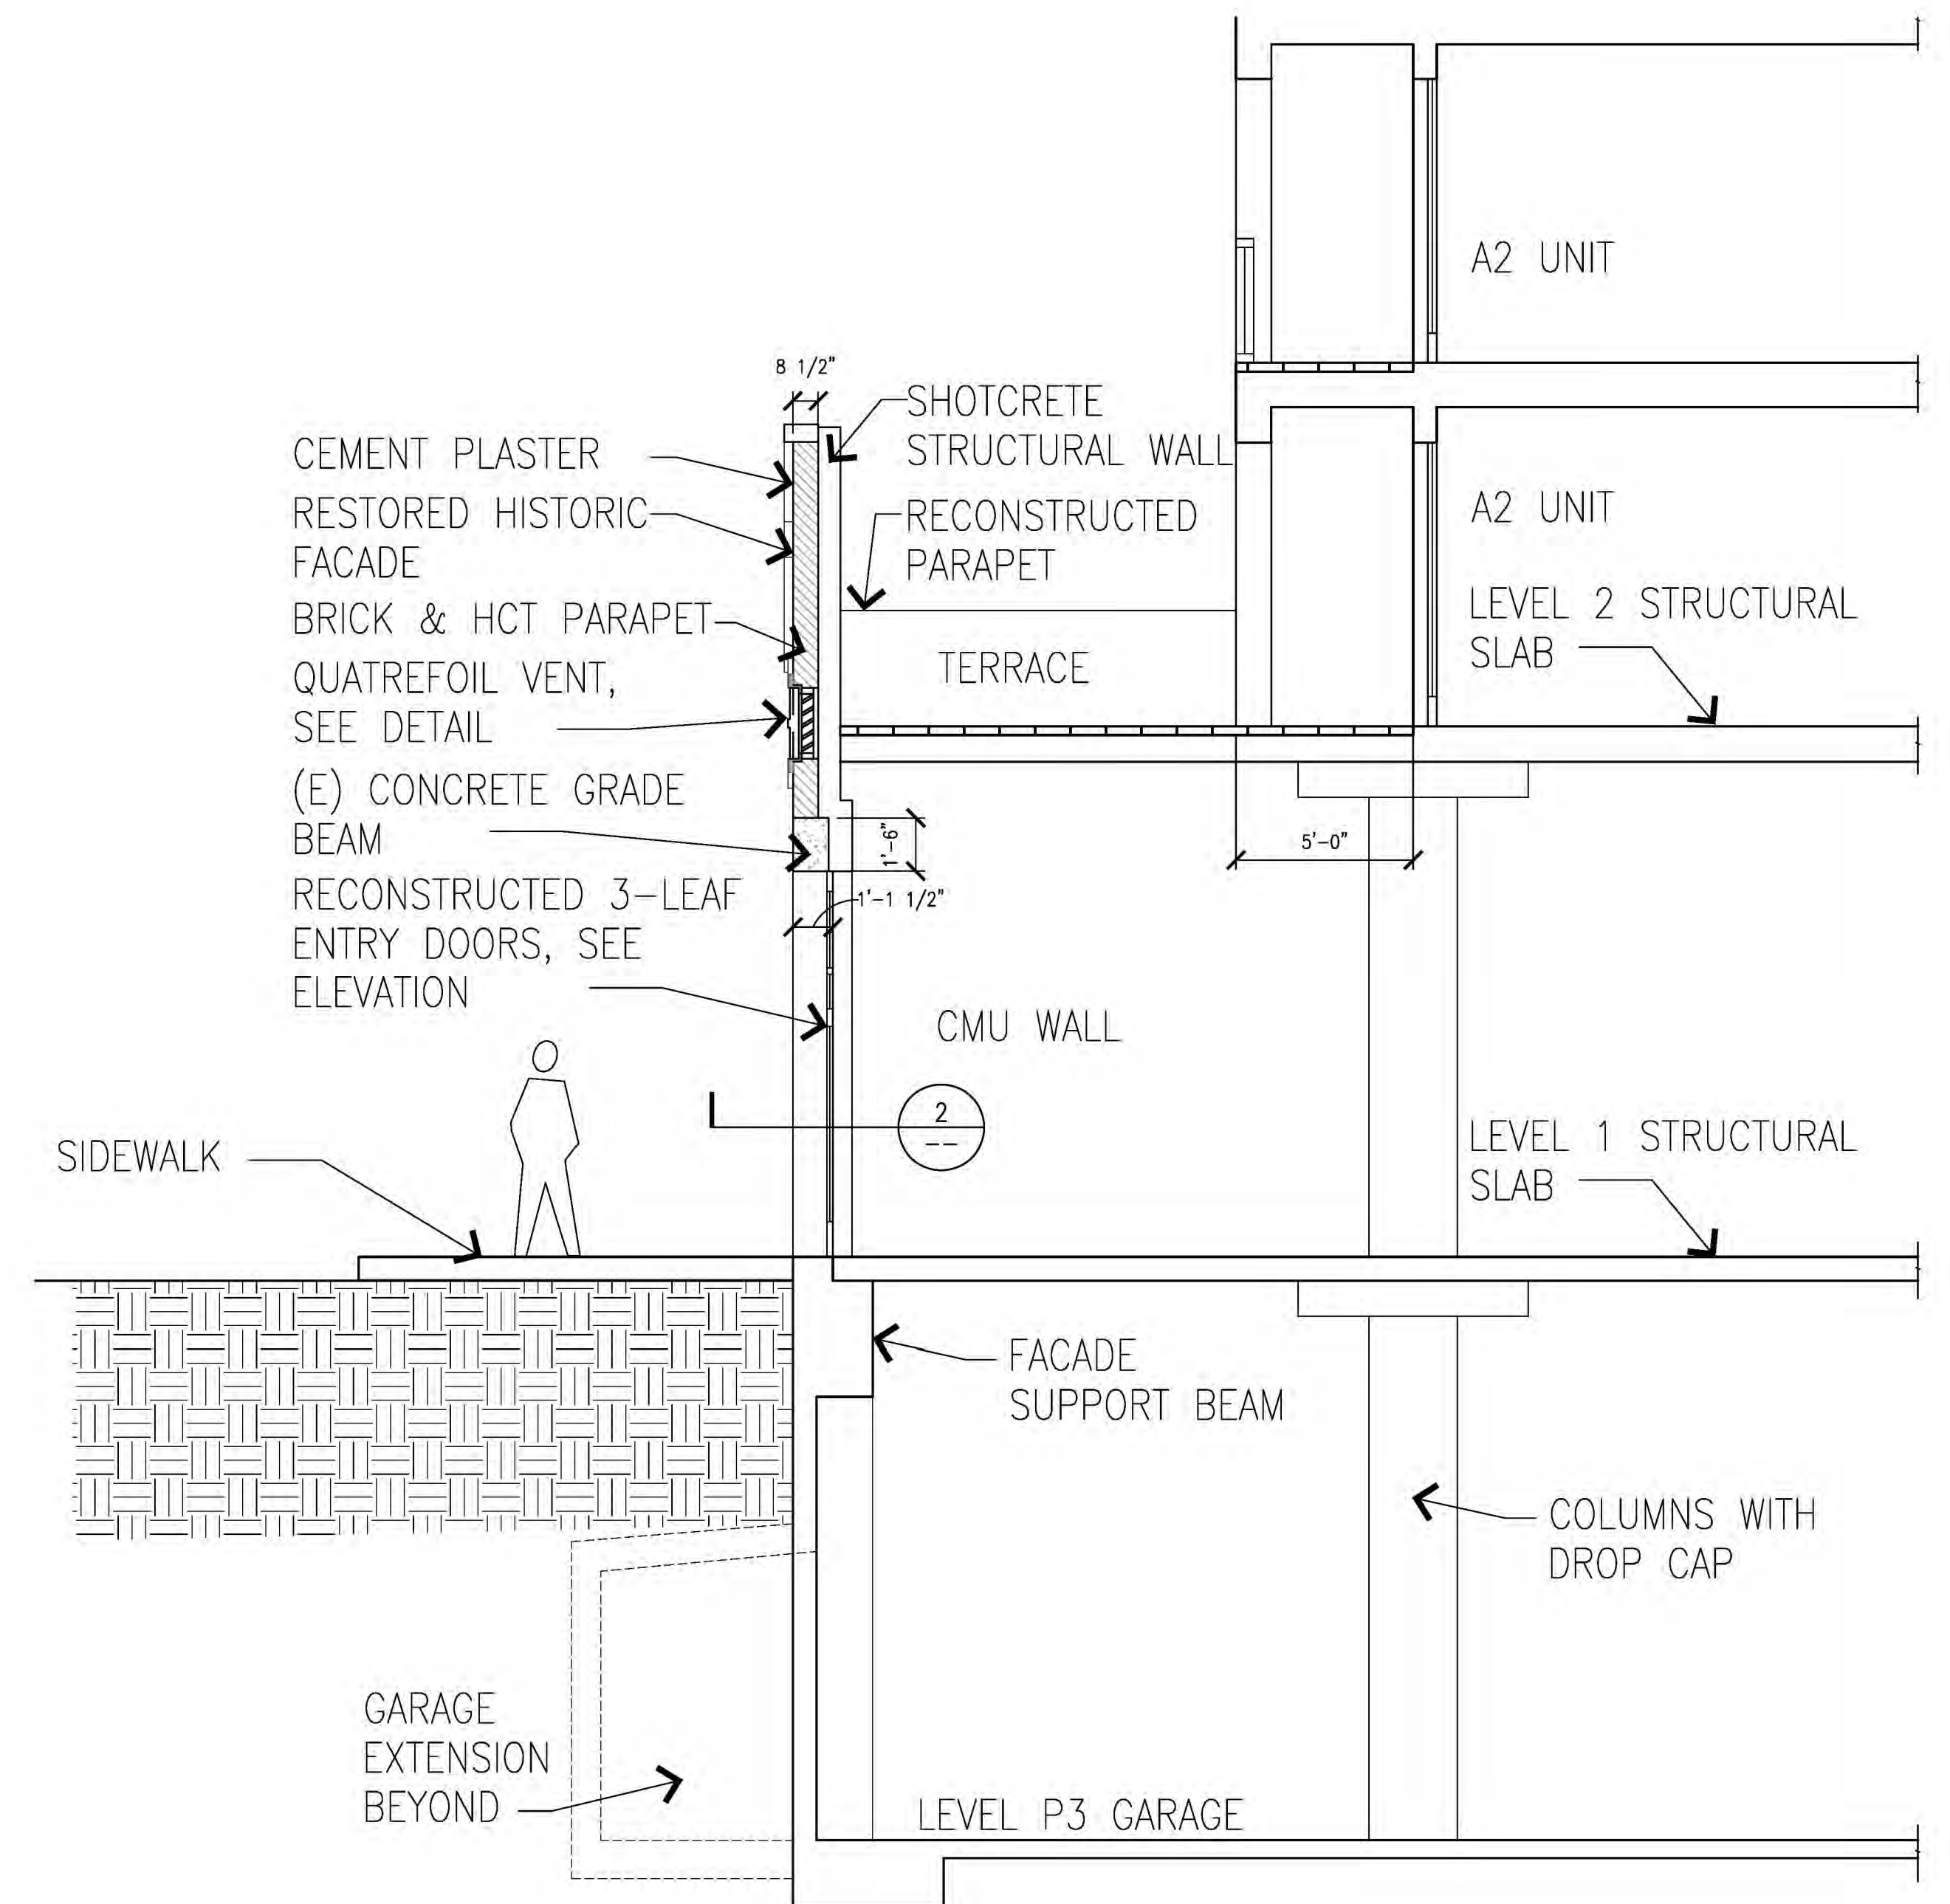 A2 UNIT
8 1/2"
SHOTCRETE
STRUCTURAL WALL
CEMENT PLASTER
RESTORED HISTORIC
FACADE
RECONSTRUCTED
PARAPET
A2 UNIT
BRICK & HCT PARAPET
LEVEL 2 STRUCTURAL
SLAB
QUATREFOIL VENT,
SEE DETAIL
TERRACE
(E) CONCRETE GRADE
BEAM
1'-6"
5'-0"
RECONSTRUCTED 3-LEAF
ENTRY DOORS, SEE
ELEVATION
1'-1 1/2"
CMU WALL
2
--
SIDEWALK
LEVEL 1 STRUCTURAL
SLAB
FACADE
SUPPORT BEAM
COLUMNS WITH
DROP CAP
GARAGE
EXTENSION
BEYOND
LEVEL P3 GARAGE